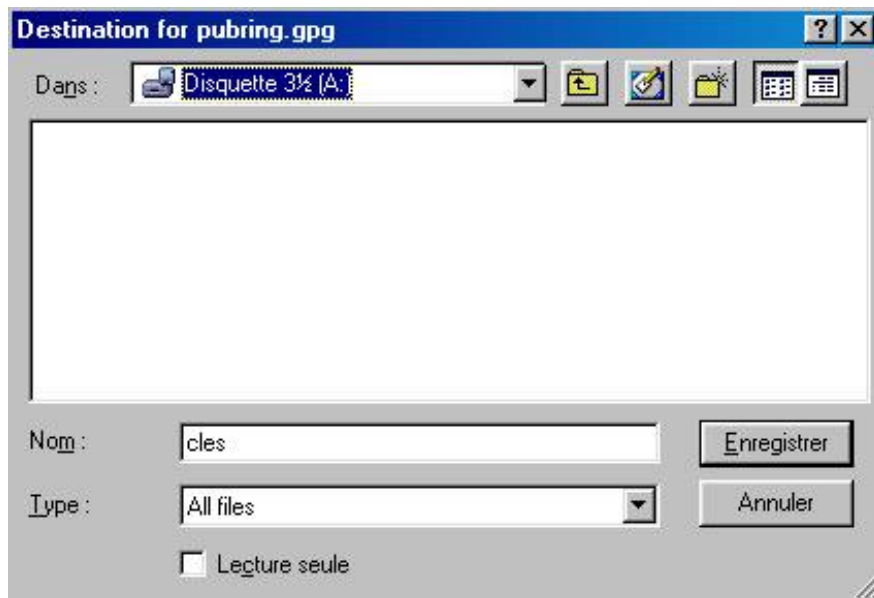 Destination for pubring.gpg
Dans : Disquette 3½ (A:)
Nom : cles Enregistrer
Type : All files Annuler
Lecture seule